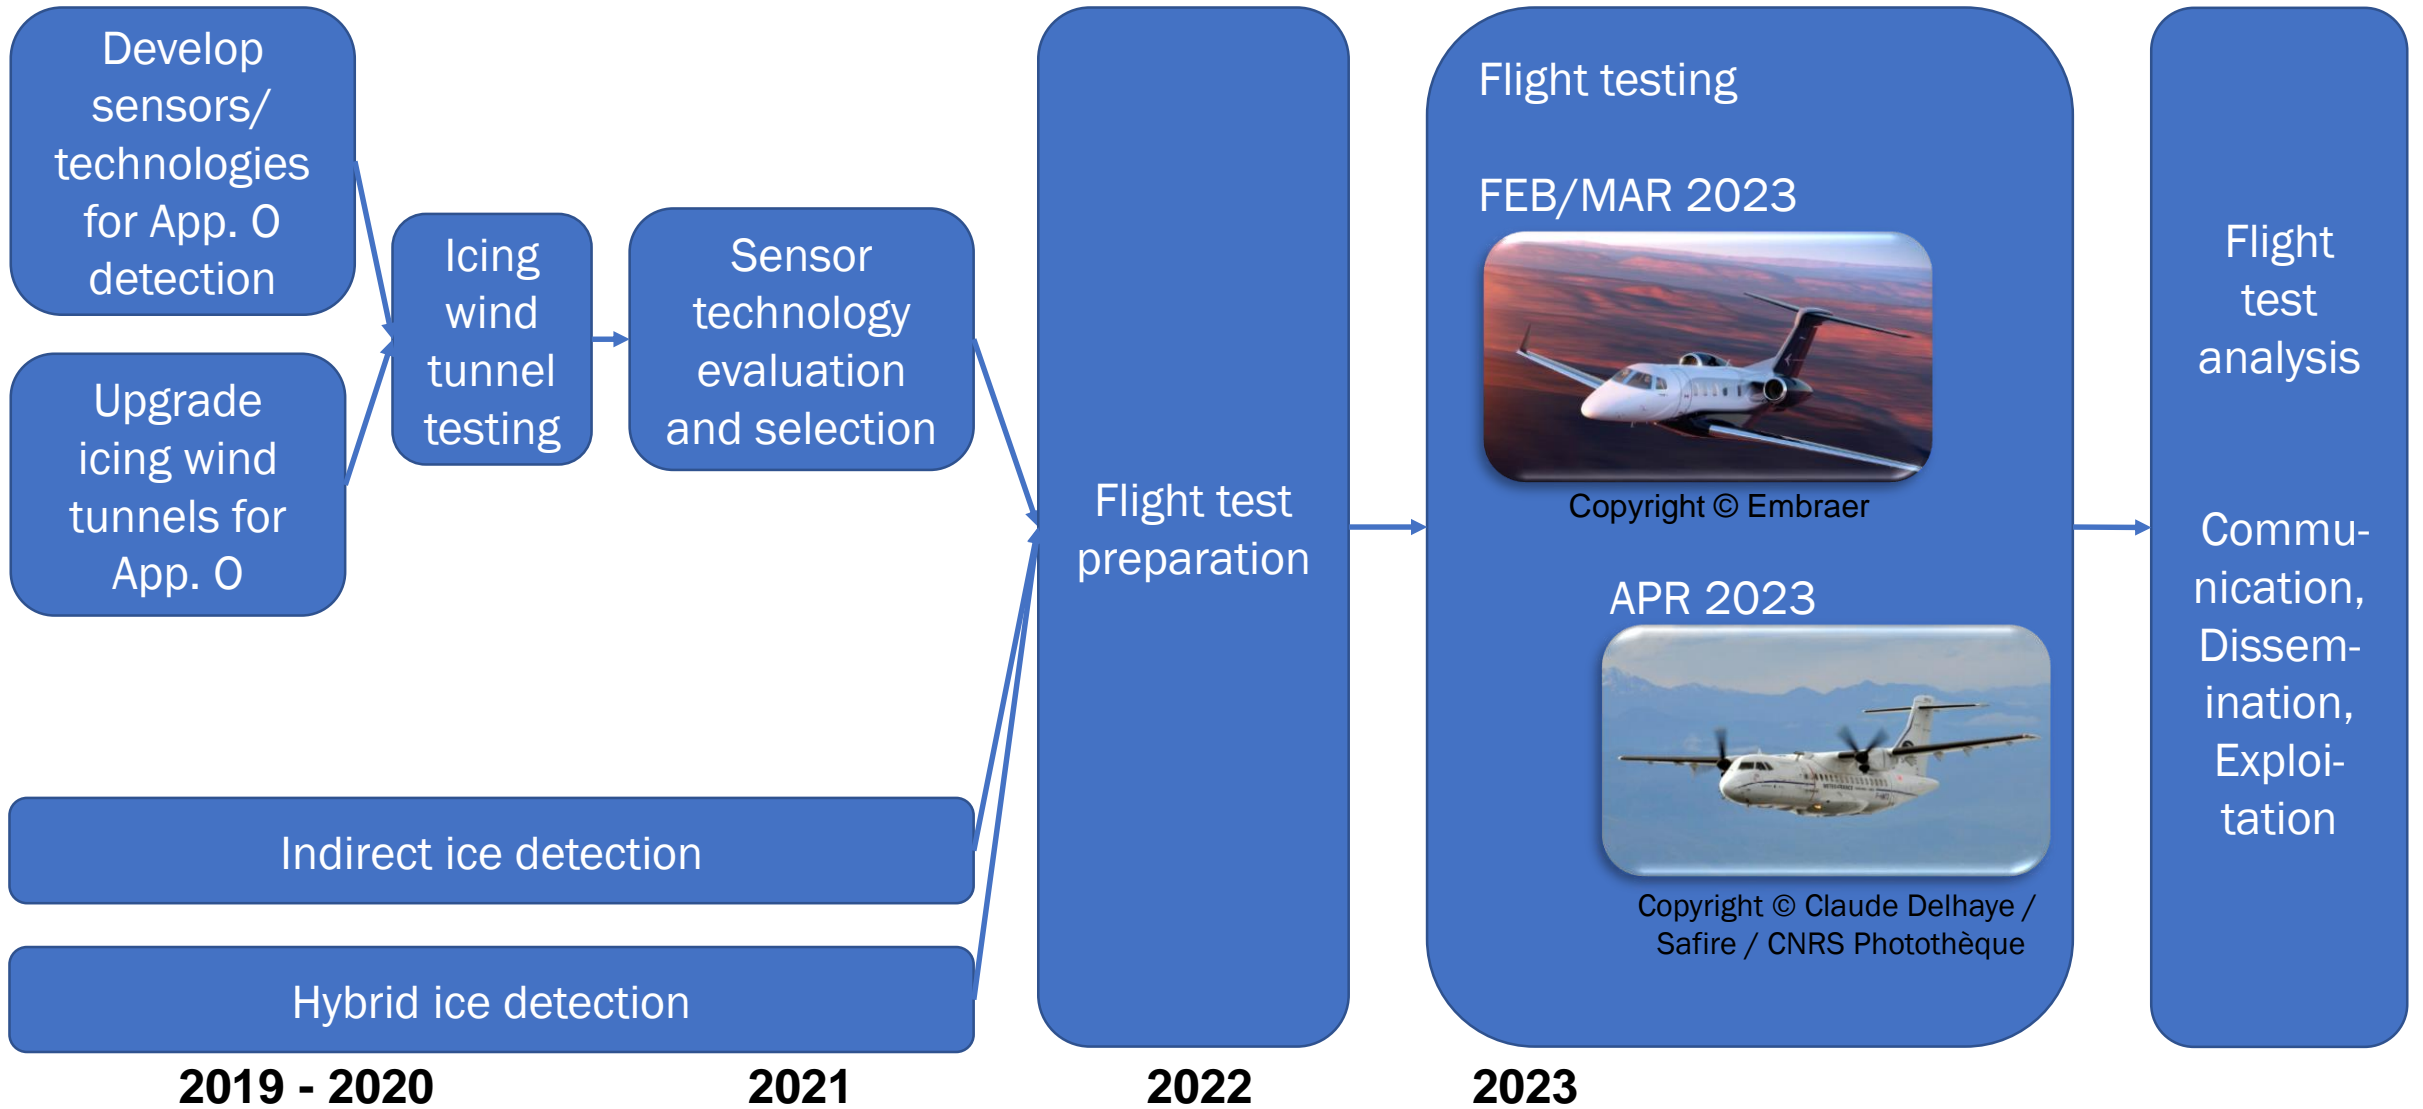 Develop
sensors/
technologies
for App. O
detection
Upgrade
icing wind
tunnels for
App. O
Icing
wind
tunnel
testing
Sensor
technology
evaluation
and selection
Indirect ice detection
Hybrid ice detection
Flight test
preparation
Flight testing
FEB/MAR 2023
Copyright © Embraer
APR 2023
Copyright © Claude Delhaye /
Safire / CNRS Photothèque
Flight
test
analysis
Commu-
nication,
Dissem-
ination,
Exploi-
tation
2019 - 2020
2021
2022
2023